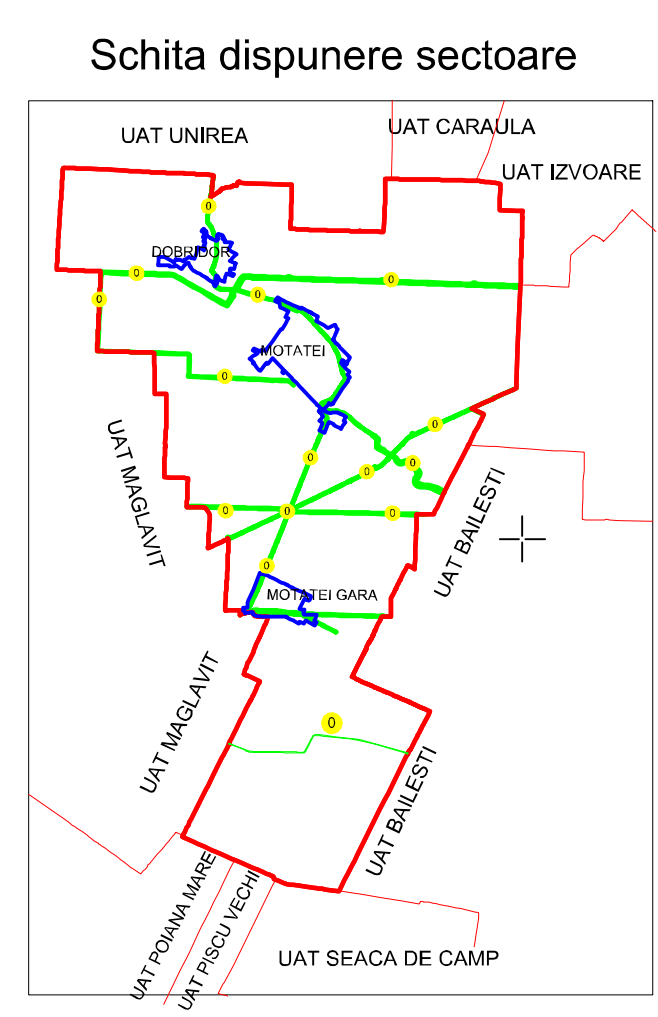 Schita dispunere sectoare
UAT UNIREA
UAT CARAULA
UAT IZVOARE
0
DOBRIDOR
0
0
0
0
MOTATEI
0
0
UAT MAGLAVIT
0
0
0
UAT BAILESTI
0
0
0
0
MOTATEI GARA
UAT MAGLAVIT
0
UAT BAILESTI
UAT POIANA MARE
UAT PISCU VECHI
UAT SEACA DE CAMP